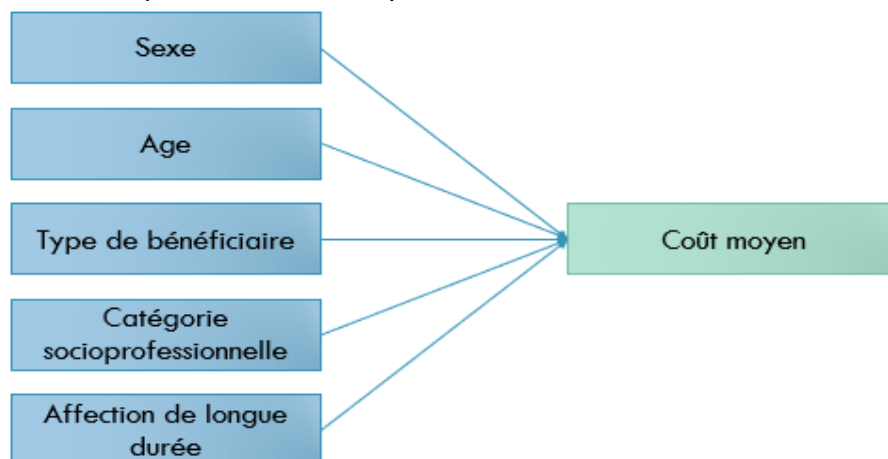 Sexe
Age
Type de bénéficiaire
Coût moyen
Catégorie
socioprofessionnelle
Affection de longue
durée